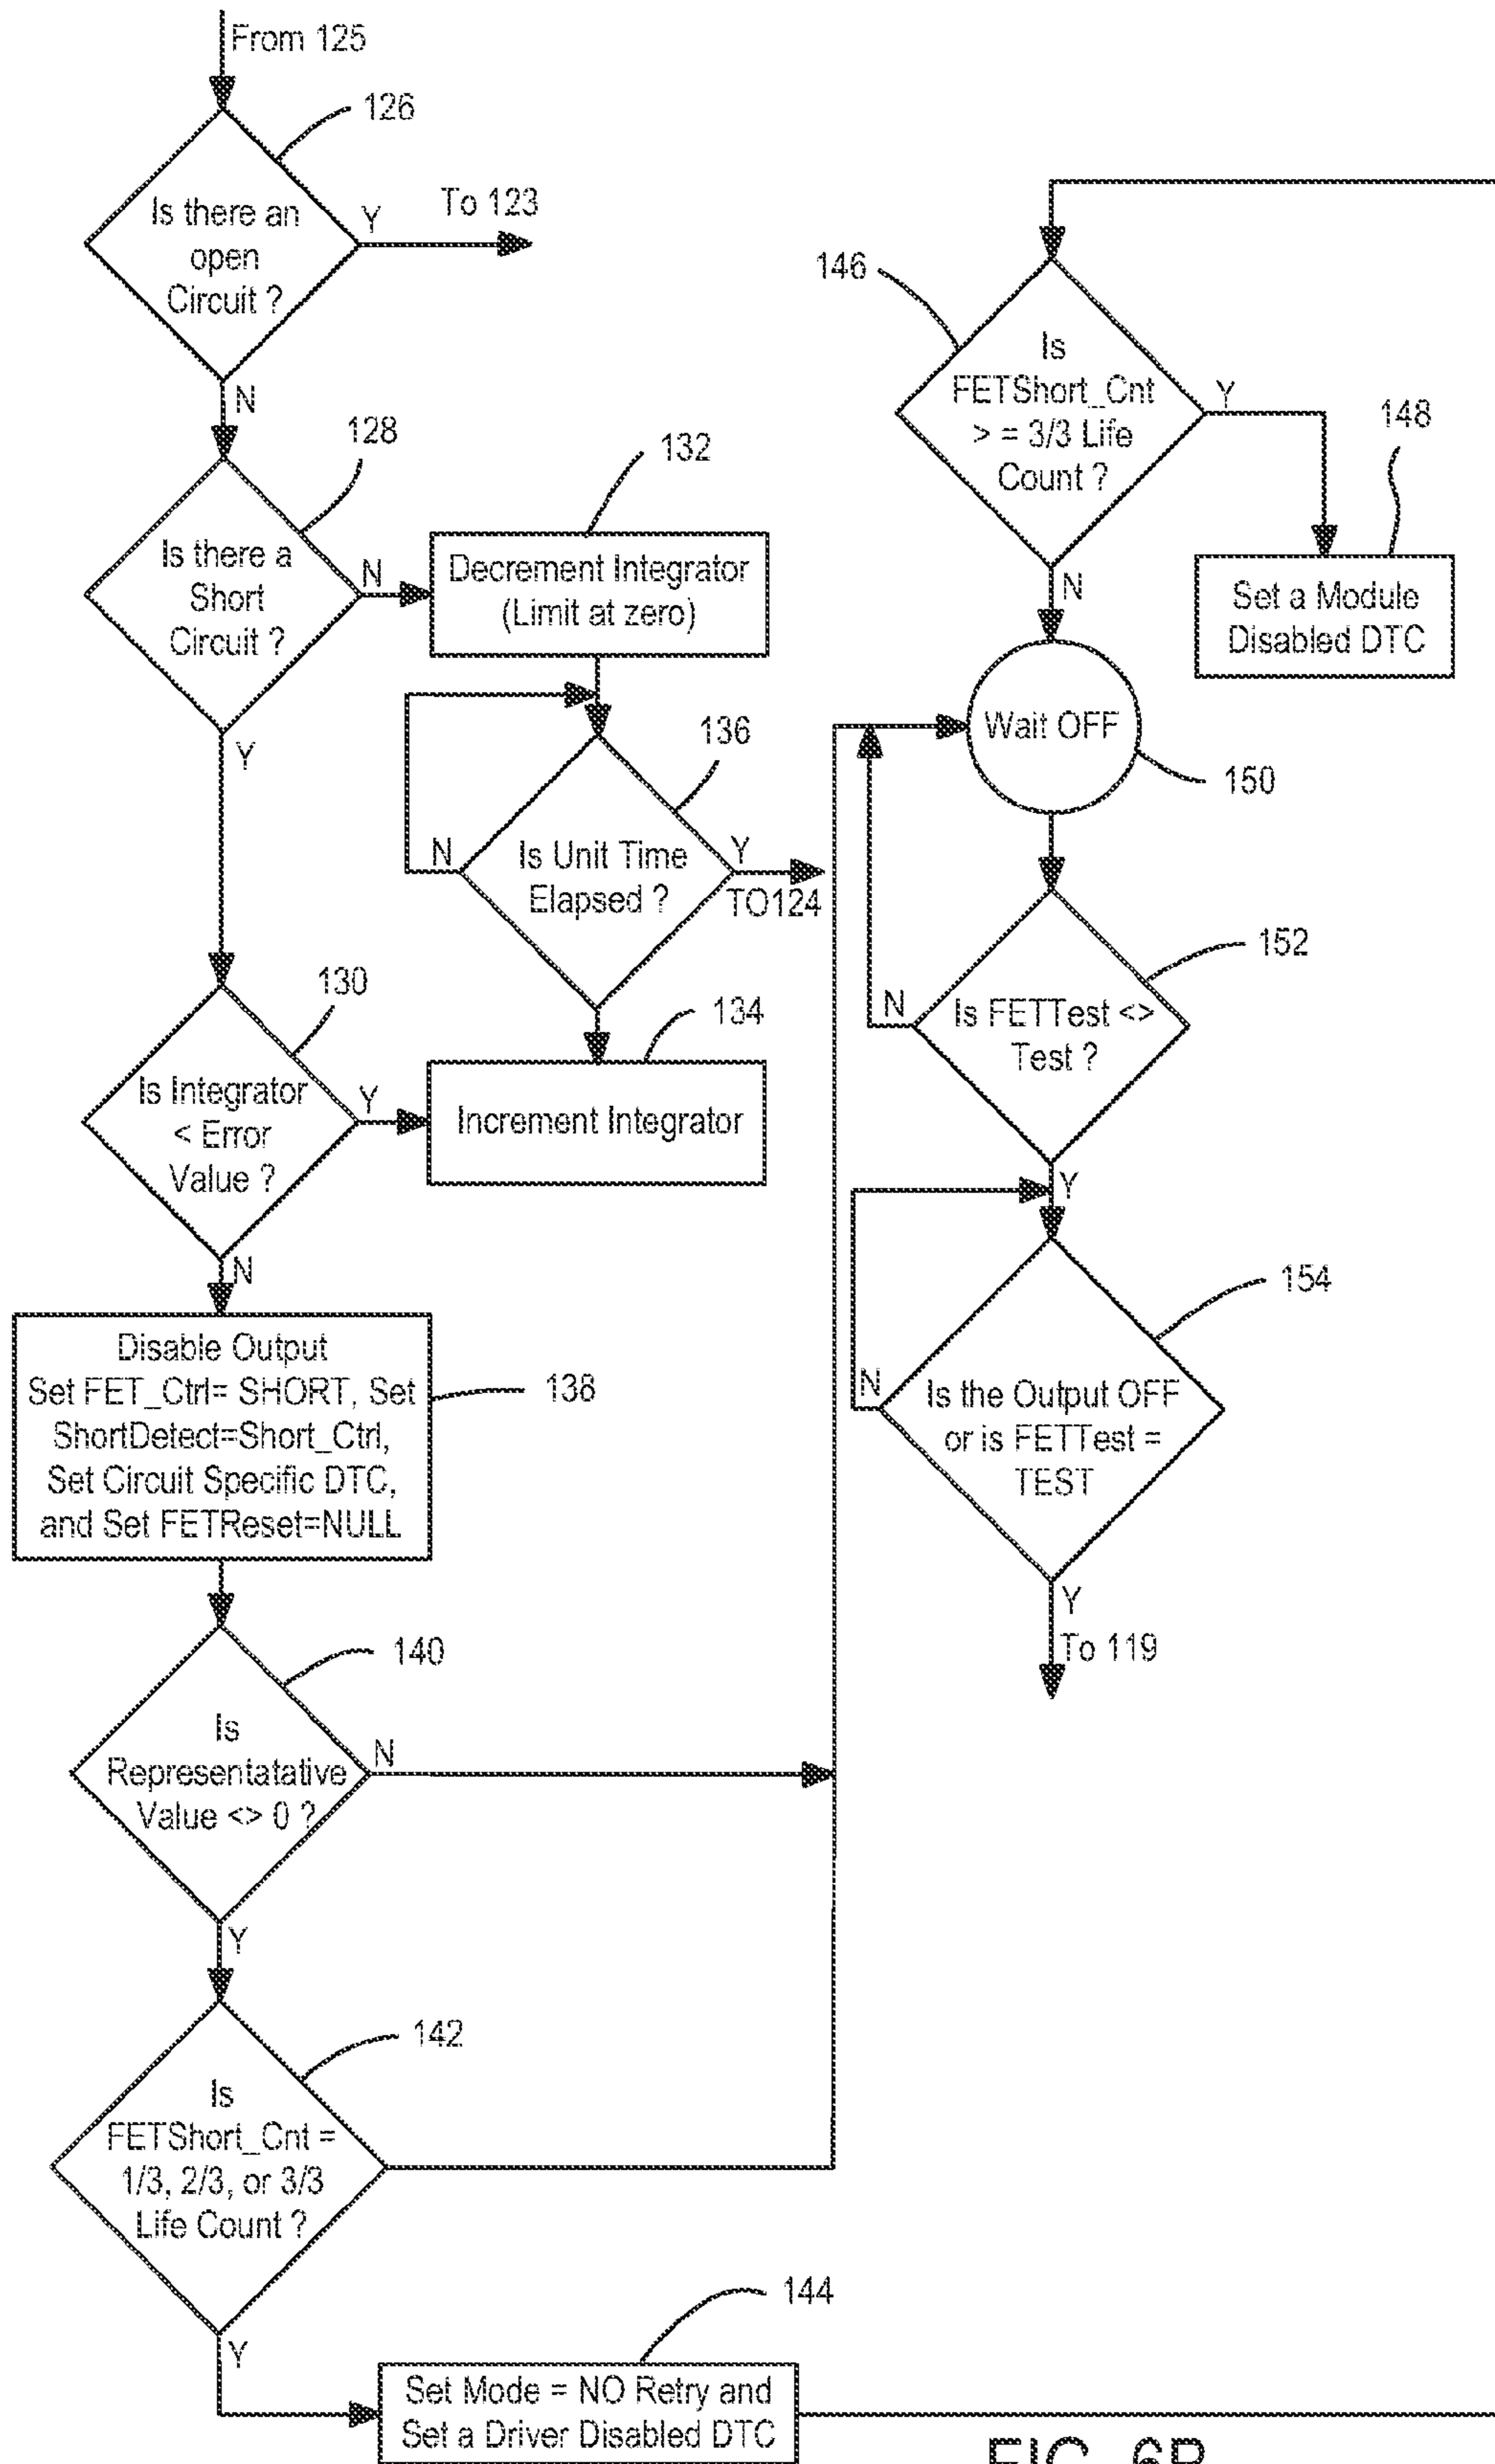 From 125
126
Is there an
open
Circuit ?
Y
To 123
N
128
Is there a
Short
Circuit ?
N
Y
132
Decrement Integrator
(Limit at zero)
136
Is Unit Time
Elapsed ?
N
Y
TO124
130
Is Integrator
< Error
Value ?
Y
N
134
Increment Integrator
Disable Output
Set FET_Ctrl= SHORT, Set
ShortDetect=Short_Ctrl,
Set Circuit Specific DTC,
and Set FETReset=NULL
138
140
Is
Representatative
Value <> 0 ?
N
Y
142
Is
FETShort_Cnt =
1/3, 2/3, or 3/3
Life Count ?
Y
144
Set Mode = NO Retry and
Set a Driver Disabled DTC
146
Is
FETShort_Cnt
> = 3/3 Life
Count ?
Y
N
148
Set a Module
Disabled DTC
Wait OFF
150
152
Is FETTest <>
Test ?
N
Y
154
Is the Output OFF
or is FETTest =
TEST
N
Y
To 119
FIG. 6B